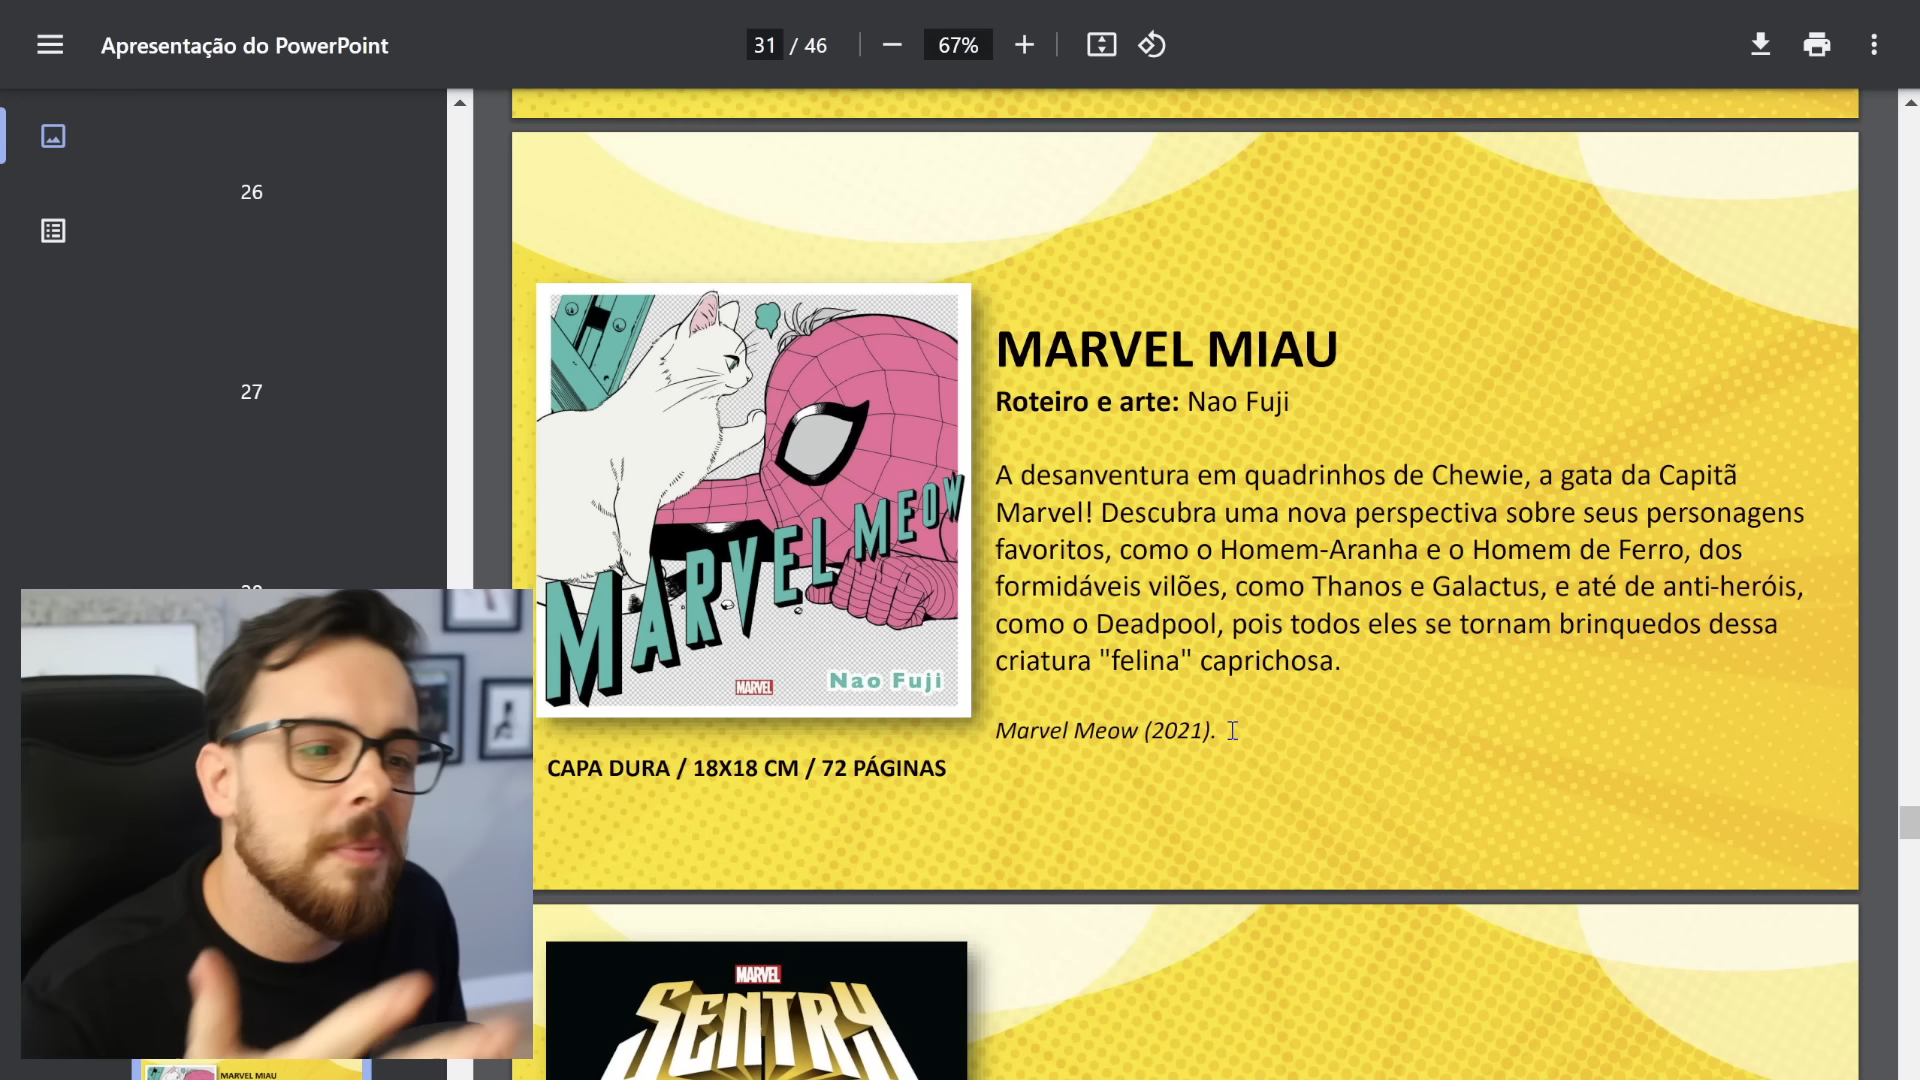 Apresentação do PowerPoint
31 / 46
67%
26
27
MARVEL MEOW
MARVEL
Nao Fuji
CAPA DURA / 18X18 CM / 72 PÁGINAS
MARVEL MIAU
Roteiro e arte: Nao Fuji
A desanventura em quadrinhos de Chewie, a gata da Capitã
Marvel! Descubra uma nova perspectiva sobre seus personagens
favoritos, como o Homem-Aranha e o Homem de Ferro, dos
formidáveis vilões, como Thanos e Galactus, e até de anti-heróis,
como o Deadpool, pois todos eles se tornam brinquedos dessa
criatura "felina" caprichosa.
Marvel Meow (2021).
MARVEL
SENTRY
MARVEL MIAU